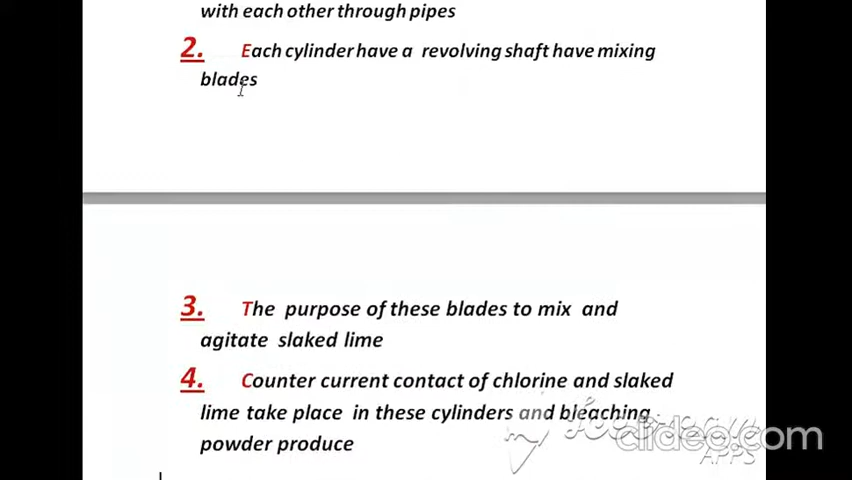 with each other through pipes
2. Each cylinder have a revolving shaft have mixing
blades
3. The purpose of these blades to mix and
agitate slaked lime
4. Counter current contact of chlorine and slaked
lime take place in these cylinders and bleaching
powder produce
clideo.com
APPS